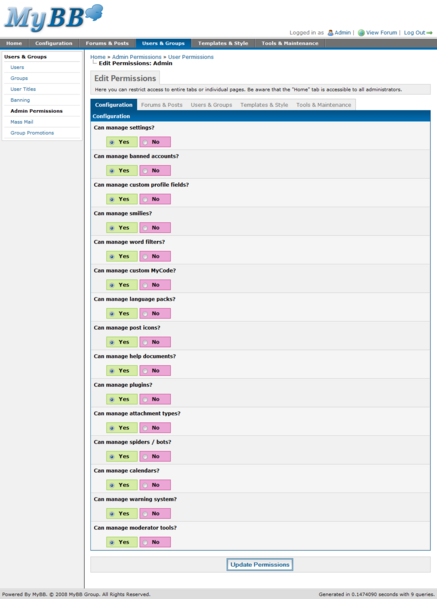 MyBB
Logged in as Admin | View Forum | Log Out
Home Configuration Forums & Posts Users & Groups Templates & Style Tools & Maintenance
Users & Groups
Users
Groups
User Titles
Banning
Admin Permissions
Mass Mail
Group Promotions
Home » Admin Permissions » User Permissions
Edit Permissions: Admin
Edit Permissions
Here you can restrict access to entire tabs or individual pages. Be aware that the "Home" tab is accessible to all administrators.
Configuration Forums & Posts Users & Groups Templates & Style Tools & Maintenance
Configuration
Can manage settings?
Yes No
Can manage banned accounts?
Yes No
Can manage custom profile fields?
Yes No
Can manage smilies?
Yes No
Can manage word filters?
Yes No
Can manage custom MyCode?
Yes No
Can manage language packs?
Yes No
Can manage post icons?
Yes No
Can manage help documents?
Yes No
Can manage plugins?
Yes No
Can manage attachment types?
Yes No
Can manage spiders / bots?
Yes No
Can manage calendars?
Yes No
Can manage warning system?
Yes No
Can manage moderator tools?
Yes No
Update Permissions
Powered By MyBB. © 2008 MyBB Group. All Rights Reserved. Generated in 0.1474090 seconds with 9 queries.